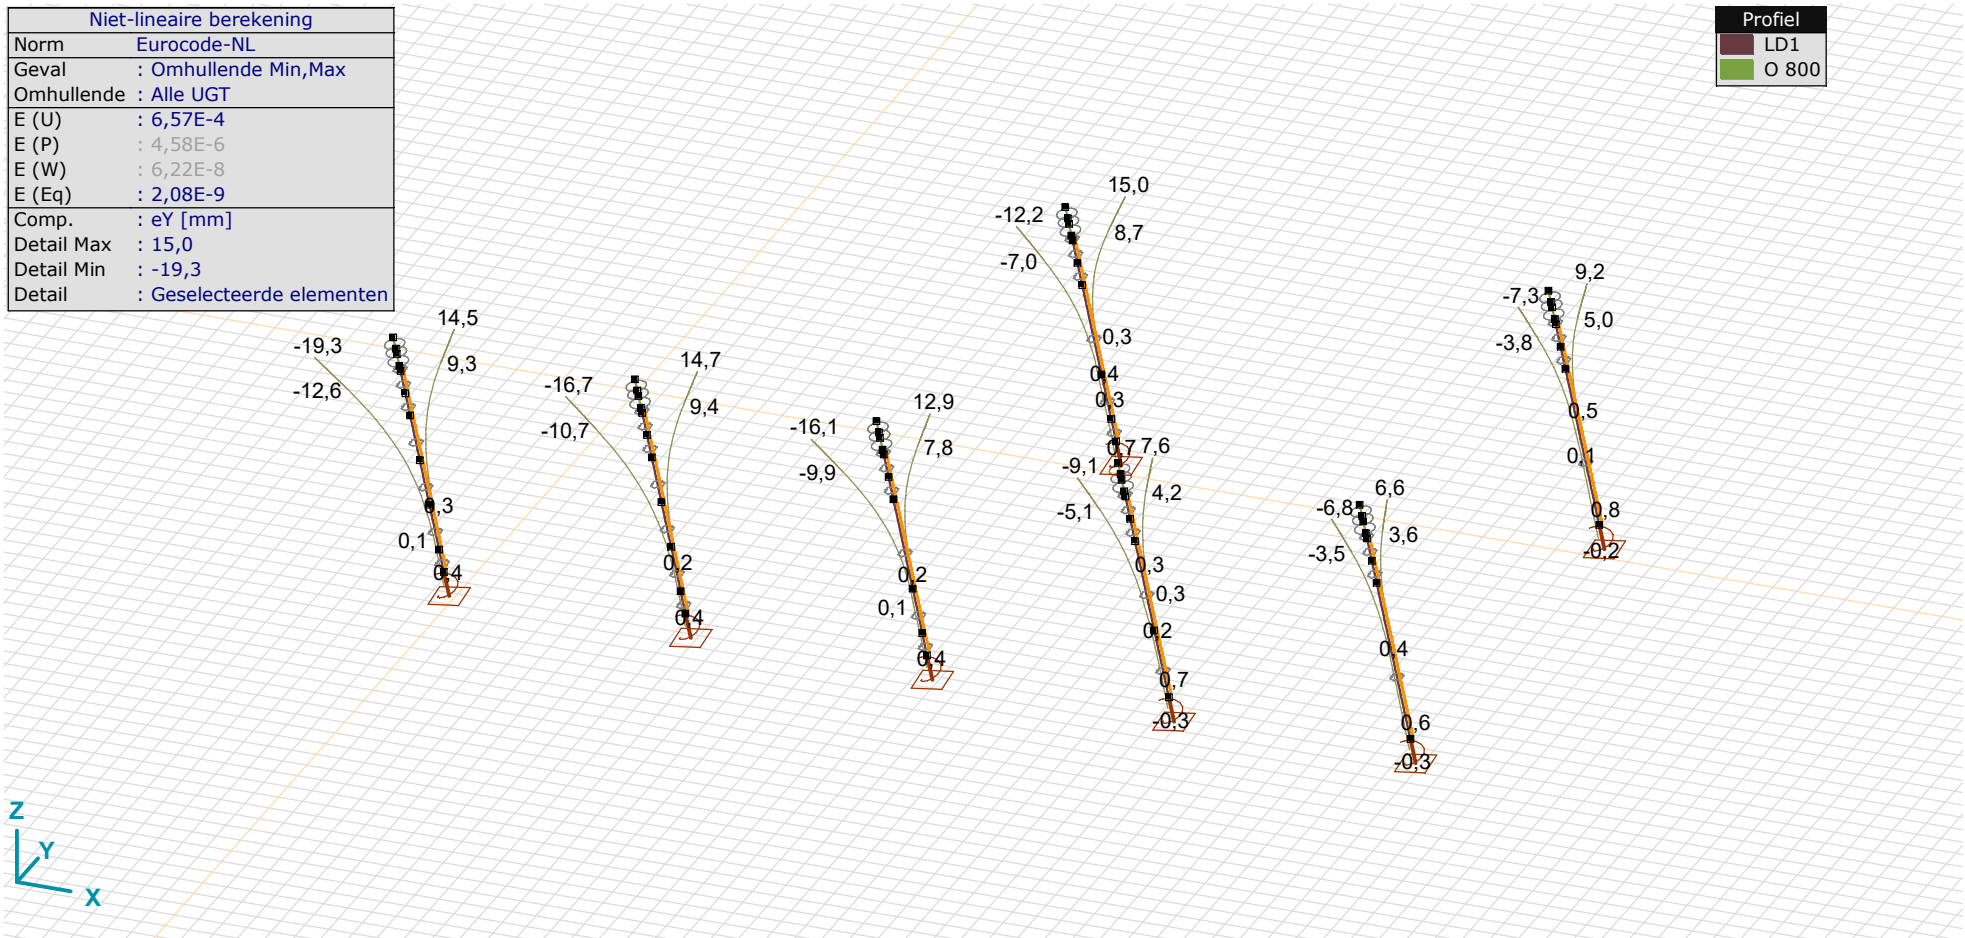 Niet-lineaire berekening
Norm Eurocode-NL
Geval : Omhullende Min,Max
Omhullende : Alle UGT
E (U) : 6,57E-4
E (P) : 4,58E-6
E (W) : 6,22E-8
E (Eq) : 2,08E-9
Comp. : eY [mm]
Detail Max : 15,0
Detail Min : -19,3
Detail : Geselecteerde elementen
Profiel
LD1
O 800
14,5
-19,3
9,3
-12,6
0,3
0,1
0,4
14,7
-16,7
9,4
-10,7
0,2
0,4
12,9
-16,1
7,8
-9,9
0,2
0,1
0,4
15,0
-12,2
8,7
-7,0
0,3
0,4
0,3
0,7
7,6
-9,1
4,2
-5,1
0,3
0,3
0,2
0,7
-0,3
6,6
-6,8
3,6
-3,5
0,4
0,6
-0,3
9,2
-7,3
5,0
-3,8
0,5
0,1
0,8
-0,2
Z
Y
X